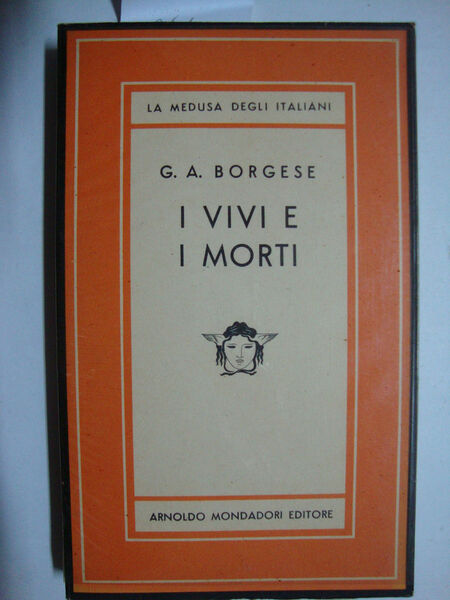 LA MEDUSA DEGLI ITALIANI
G. A. BORGESE
I VIVI E
I MORTI
ARNOLDO MONDADORI EDITORE